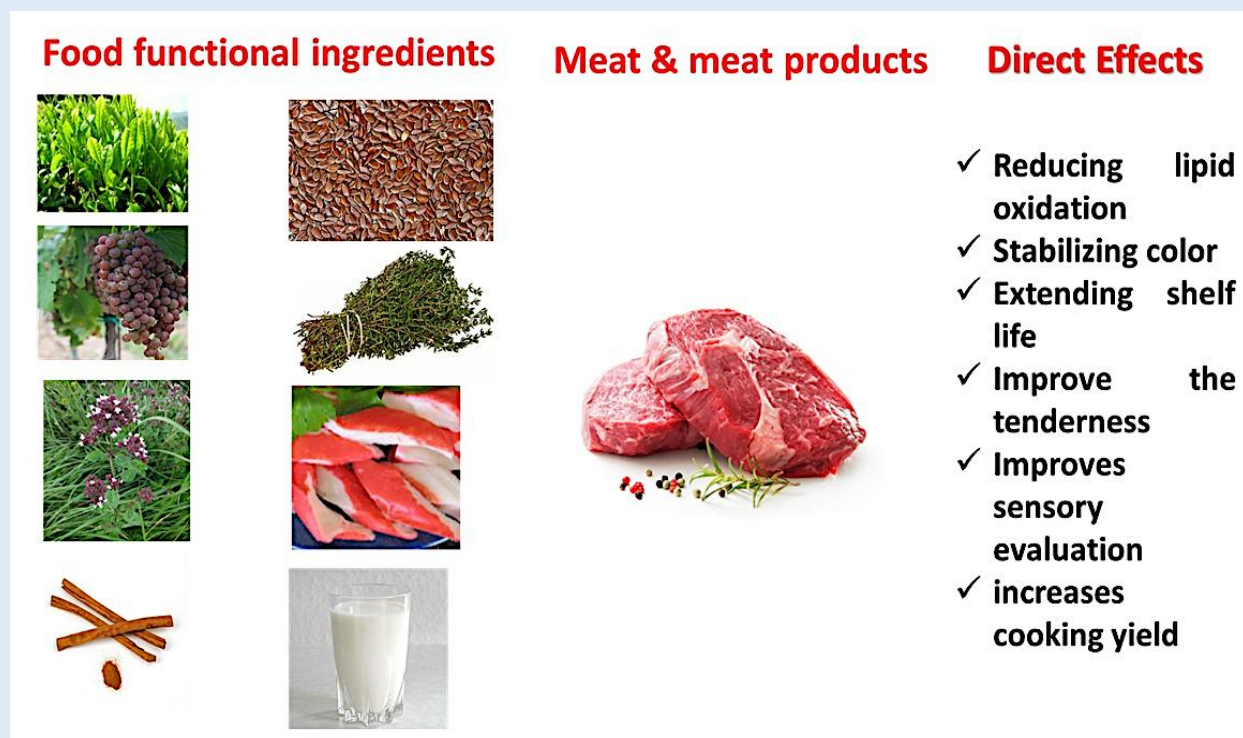 Food functional ingredients
Meat & meat products
Direct Effects
✓ Reducing lipid
oxidation
✓ Stabilizing color
✓ Extending shelf
life
✓ Improve the
tenderness
✓ Improves
sensory
evaluation
✓ increases
cooking yield